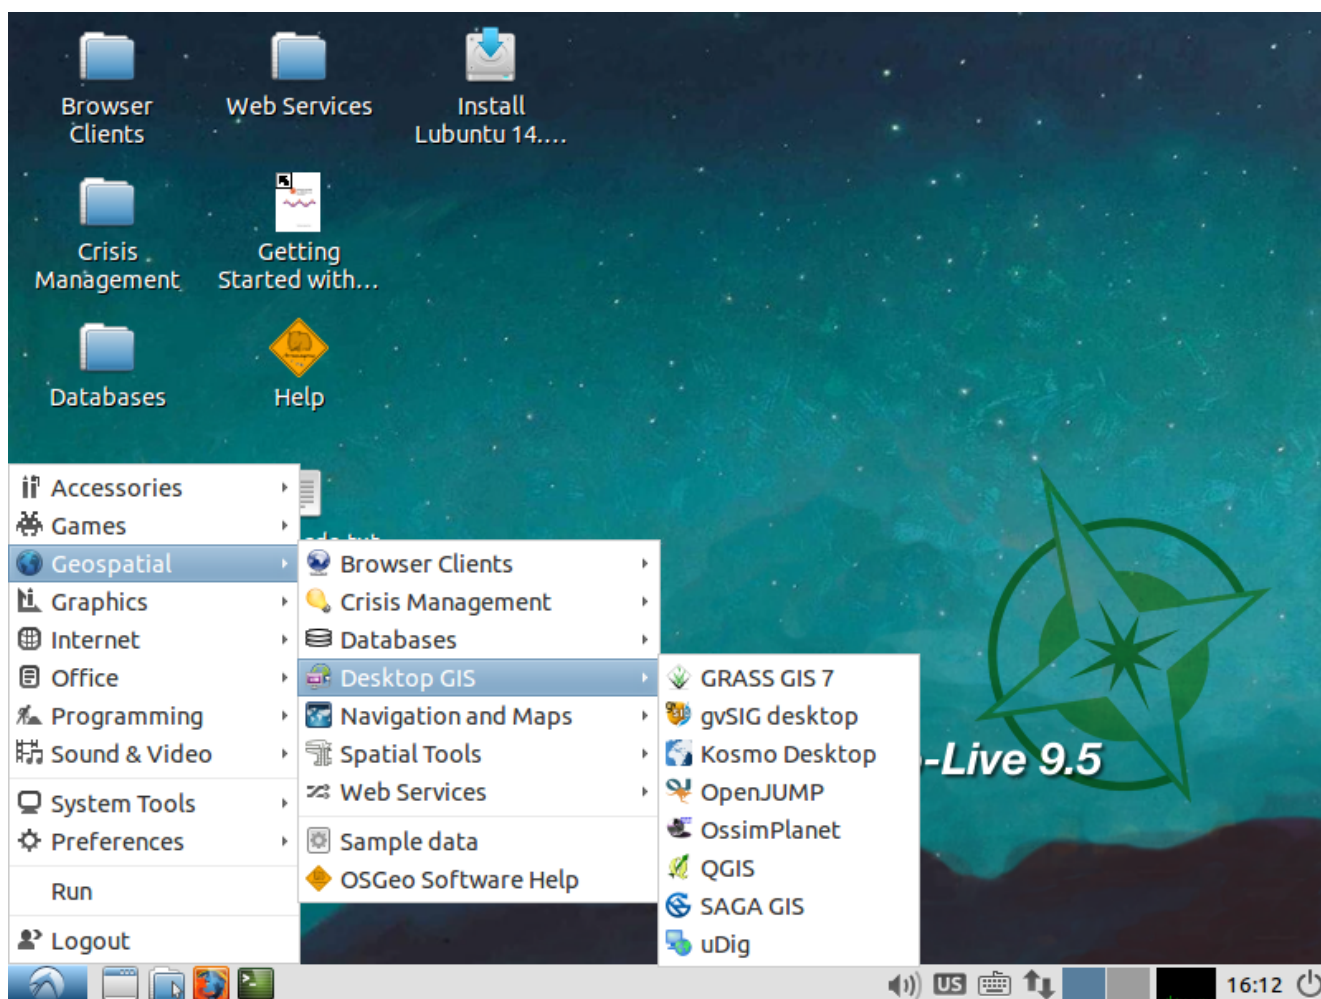 Browser
Clients
Web Services
Install
Lubuntu 14....
Crisis
Management
Getting
Started with...
Databases
Help
Accessories
Games
Geospatial
Graphics
Internet
Office
Programming
Sound & Video
System Tools
Preferences
Run
Logout
Browser Clients
Crisis Management
Databases
Desktop GIS
Navigation and Maps
Spatial Tools
Web Services
Sample data
OSGeo Software Help
GRASS GIS 7
gvSIG desktop
Kosmo Desktop
OpenJUMP
OssimPlanet
QGIS
SAGA GIS
uDig
-Live 9.5
US
16:12